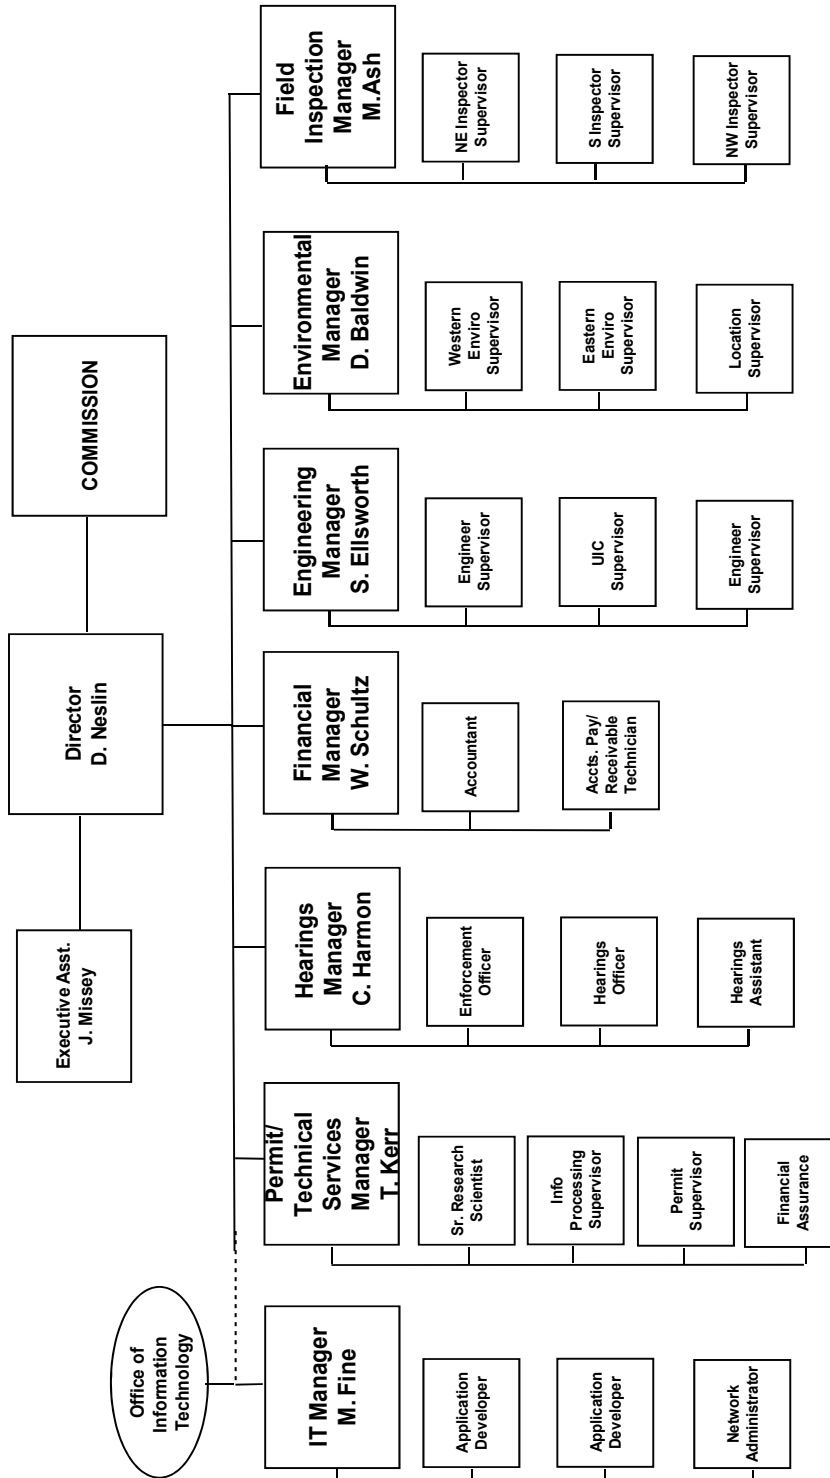 COMMISSION
Director
D. Neslin
Executive Asst.
J. Missey
Office of
Information
Technology
IT Manager
M. Fine
Application
Developer
Application
Developer
Network
Administrator
Permit/
Technical
Services
Manager
T. Kerr
Sr. Research
Scientist
Info
Processing
Supervisor
Permit
Supervisor
Financial
Assurance
Hearings
Manager
C. Harmon
Enforcement
Officer
Hearings
Officer
Hearings
Assistant
Financial
Manager
W. Schultz
Accountant
Accts. Pay/
Receivable
Technician
Engineering
Manager
S. Ellsworth
Engineer
Supervisor
UIC
Supervisor
Engineer
Supervisor
Environmental
Manager
D. Baldwin
Western
Enviro
Supervisor
Eastern
Enviro
Supervisor
Location
Supervisor
Field
Inspection
Manager
M.Ash
NE Inspector
Supervisor
S Inspector
Supervisor
NW Inspector
Supervisor